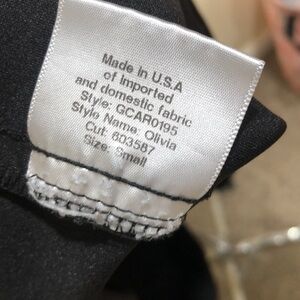 Made in U.S.A
of Imported
and domestic fabric
Style: GCAR0195
Style Name: Olivia
Cut: 603587
Size: Small